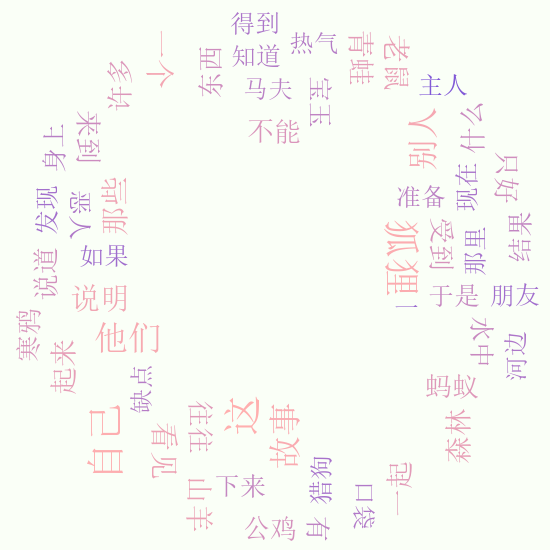 得到
一个
知道
热气
青蛙
老鼠
东西
许多
马夫
宝玉
主人
不能
别人
什么
来到
身上
只好
现在
准备
那些
恶人
发现
狐狸
受到
那里
结果
如果
说道
说明
于是
朋友
一
寒鸦
他们
起来
水中
河边
缺点
蚂蚁
自己
看见
往往
这
故事
森林
山羊
下来
猎狗
口袋
一起
公鸡
有